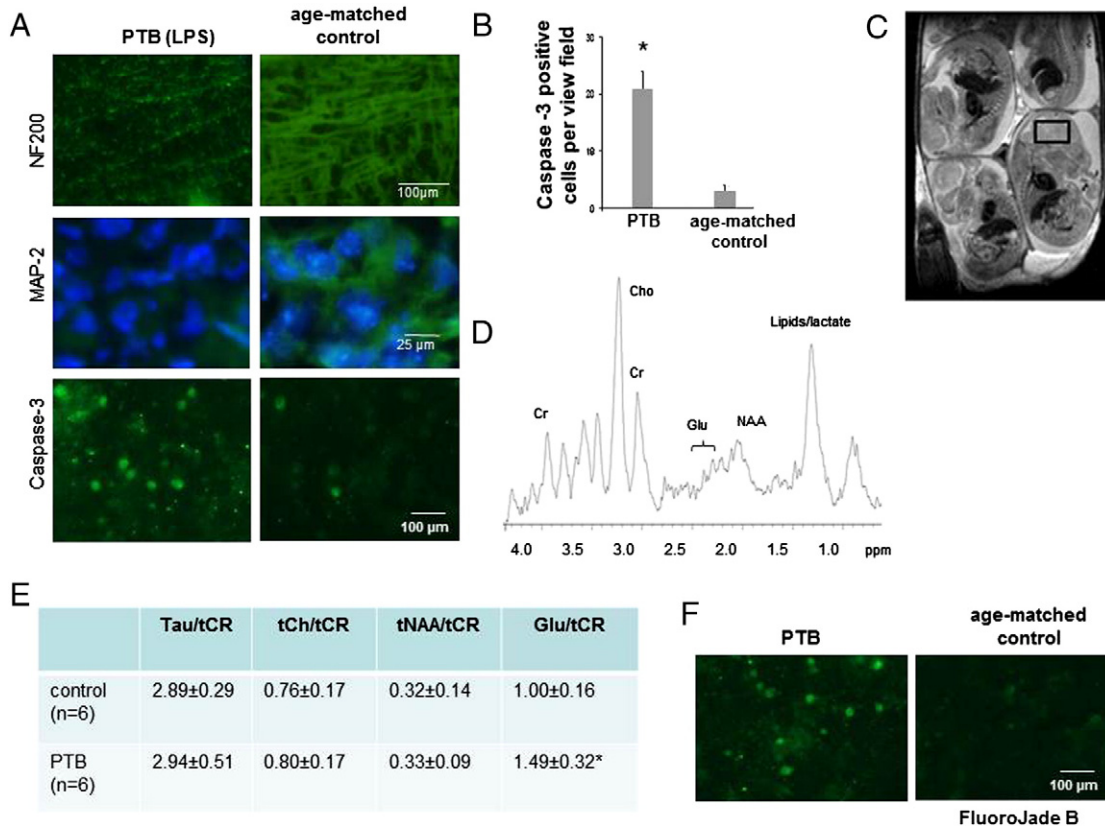 A
PTB (LPS)
age-matched
control
NF200
100µm
MAP-2
25 µm
Caspase-3
100 µm
B
Caspase -3 positive
cells per view field
30
20
10
0
*
PTB
age-matched
control
C
D
Cho
Cr
Cr
Glu
NAA
Lipids/lactate
4.0 3.5 3.0 2.5 2.0 1.5 1.0 ppm
E
Tau/tCR tCh/tCR tNAA/tCR Glu/tCR
control
(n=6)
2.89±0.29 0.76±0.17 0.32±0.14 1.00±0.16
PTB
(n=6)
2.94±0.51 0.80±0.17 0.33±0.09 1.49±0.32*
F
PTB
age-matched
control
100 µm
FluoroJade B